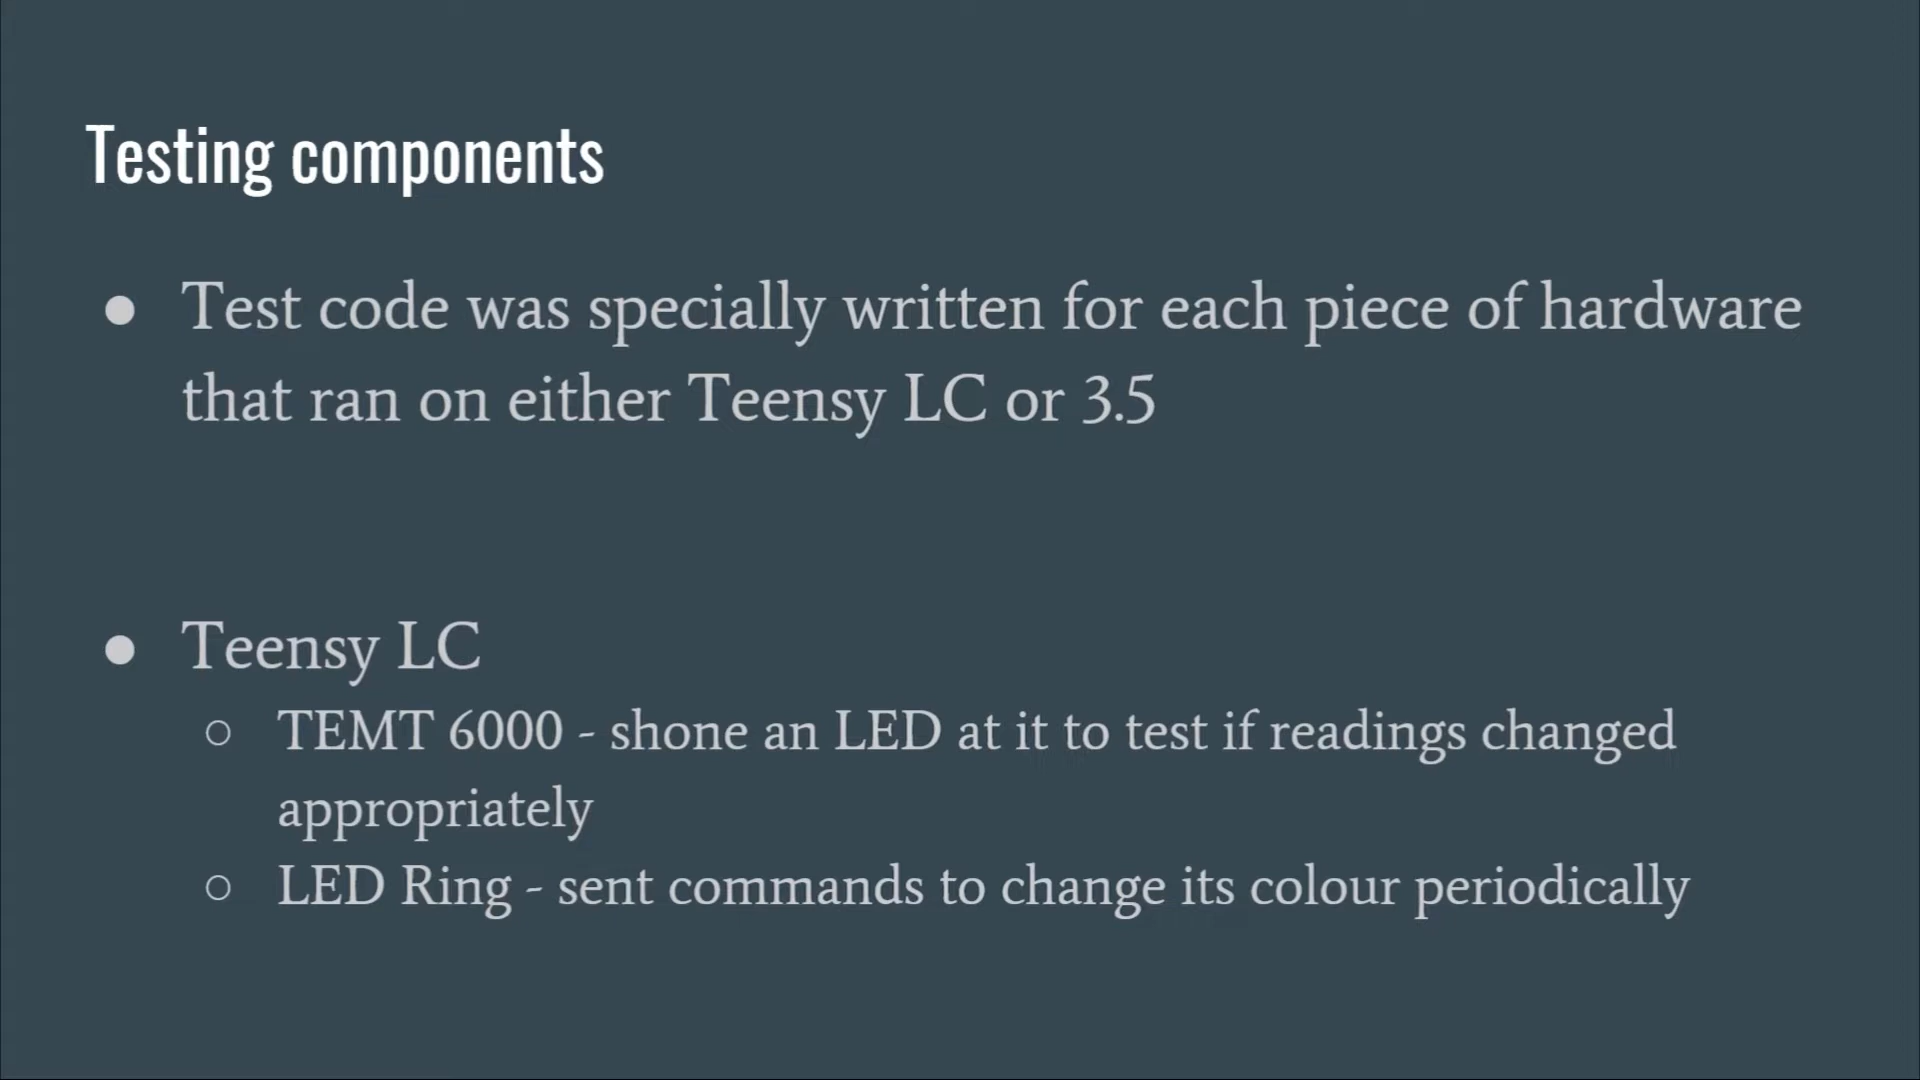 Testing components
● Test code was specially written for each piece of hardware
that ran on either Teensy LC or 3.5
● Teensy LC
○ TEMT 6000 - shone an LED at it to test if readings changed
appropriately
○ LED Ring - sent commands to change its colour periodically